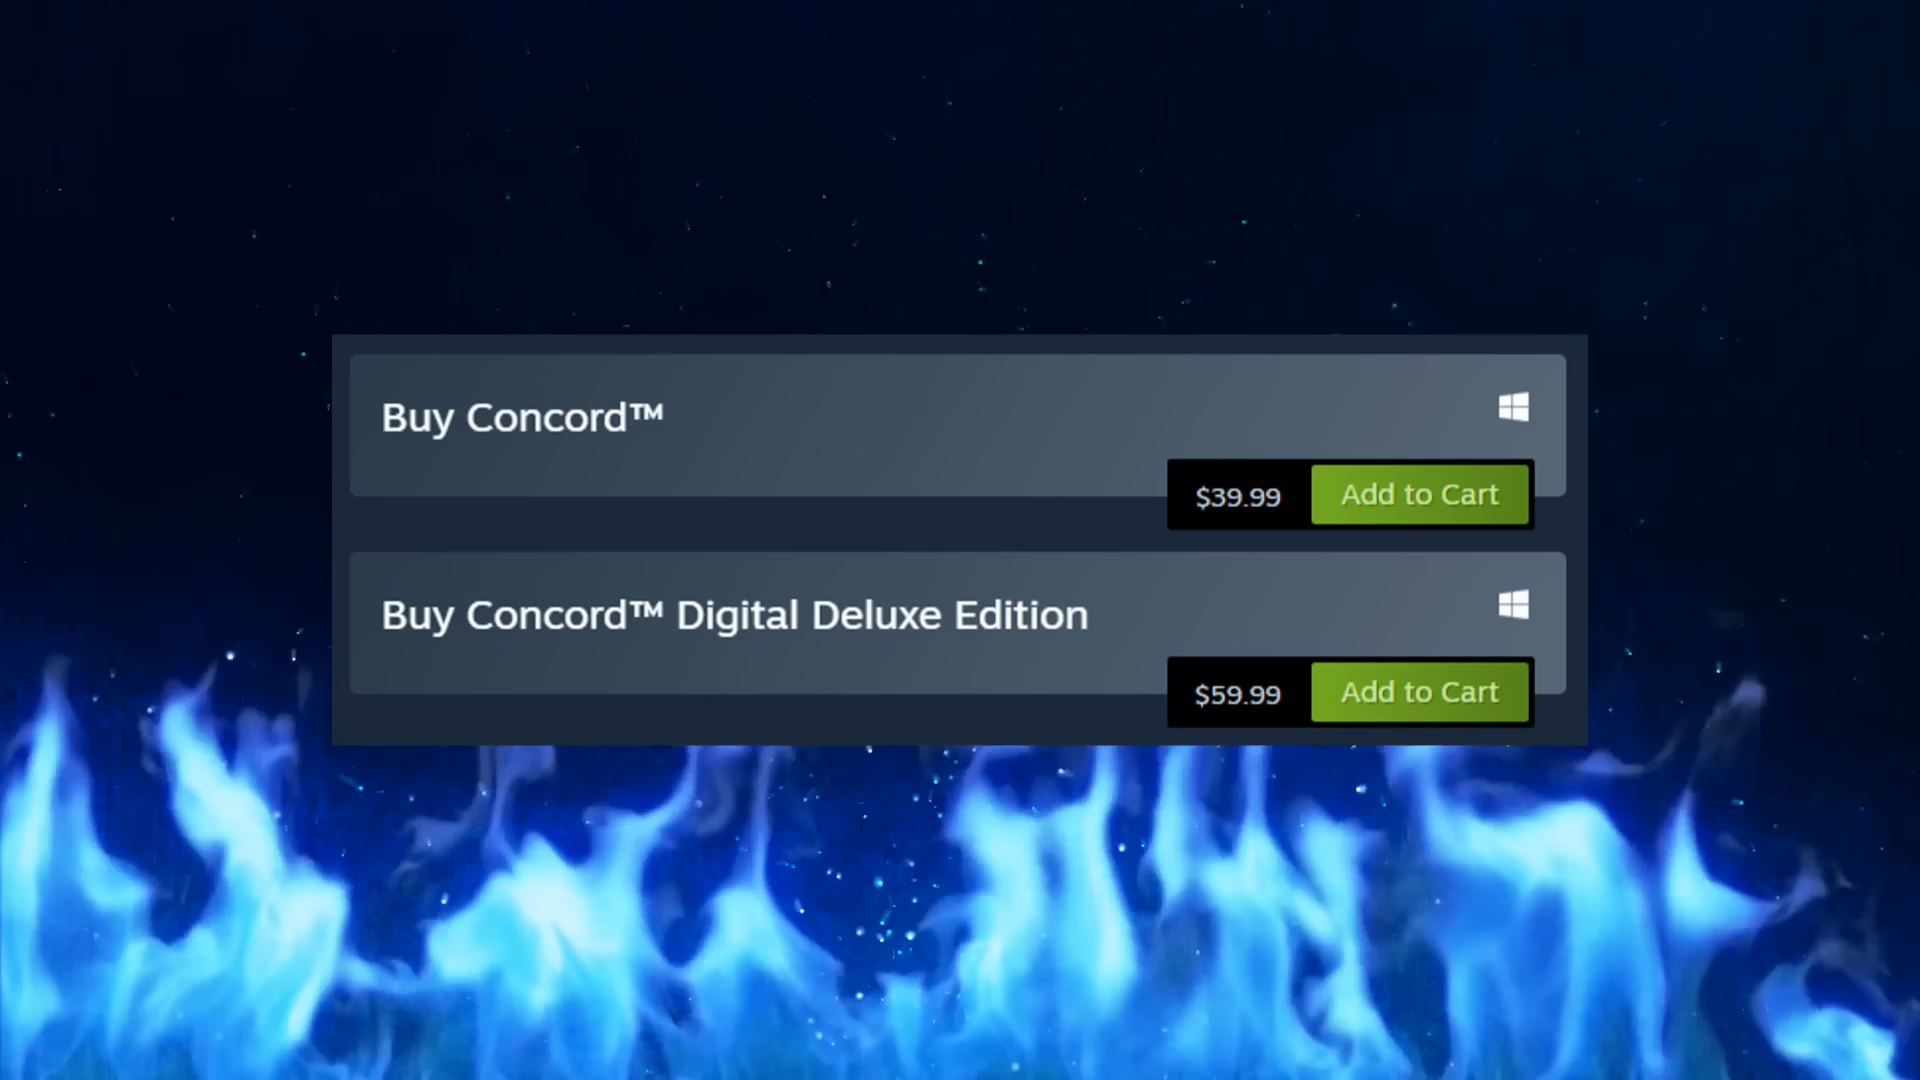 Buy Concord™
$39.99 Add to Cart
Buy Concord™ Digital Deluxe Edition
$59.99 Add to Cart